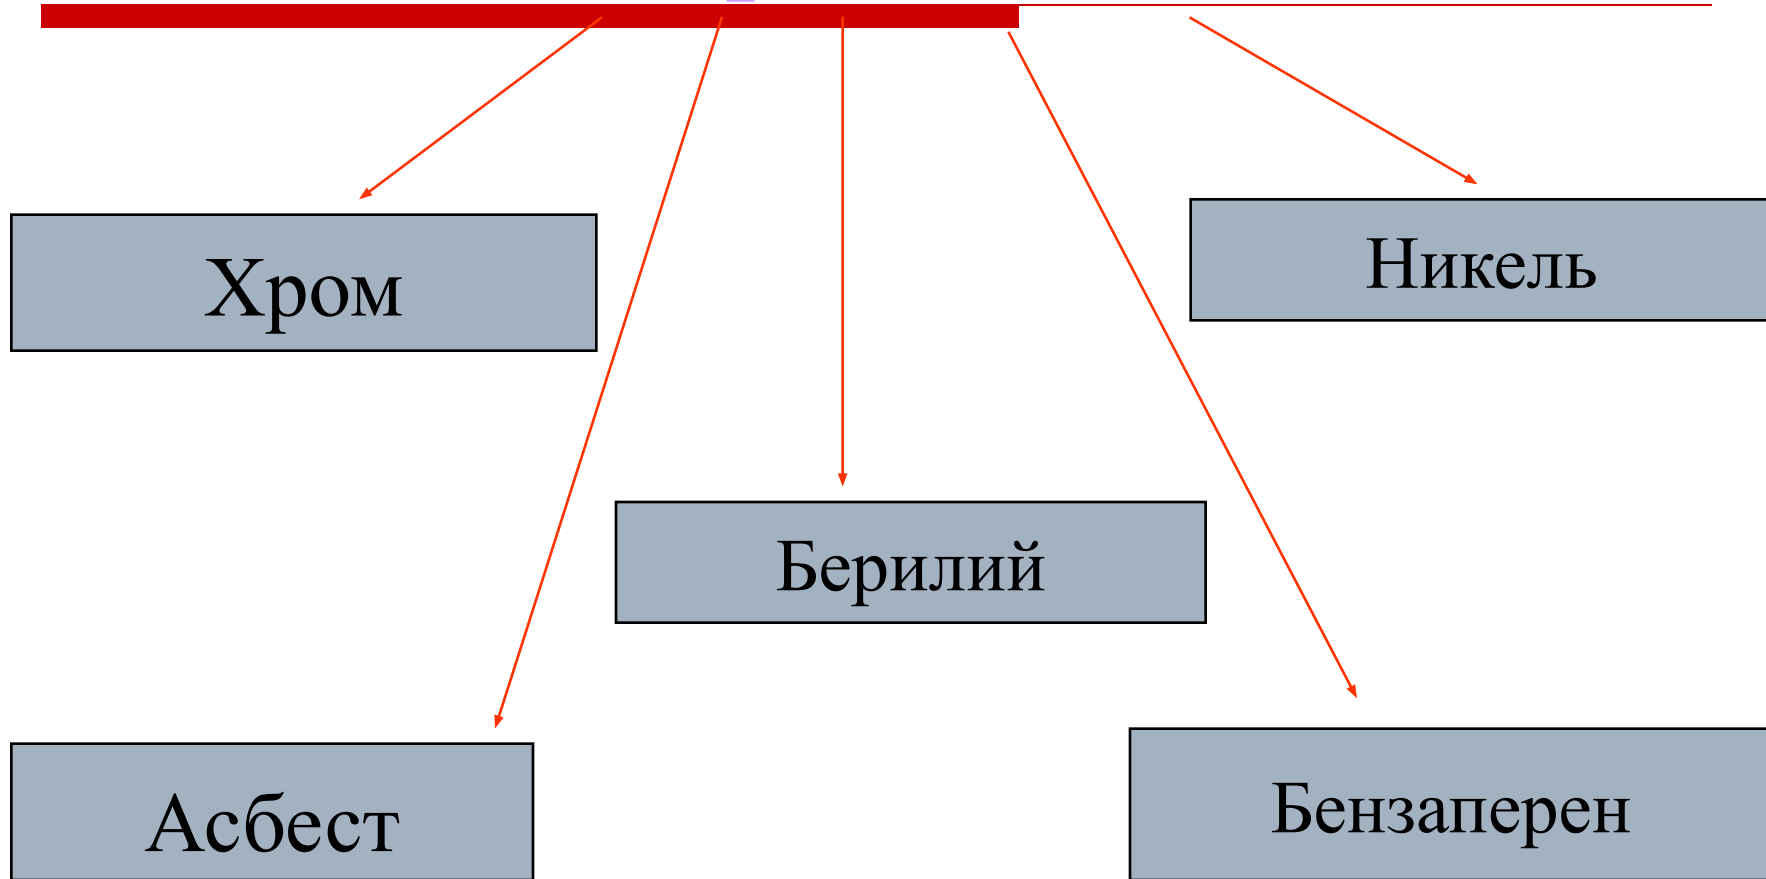 Хром
Никель
Берилий
Асбест
Бензаперен